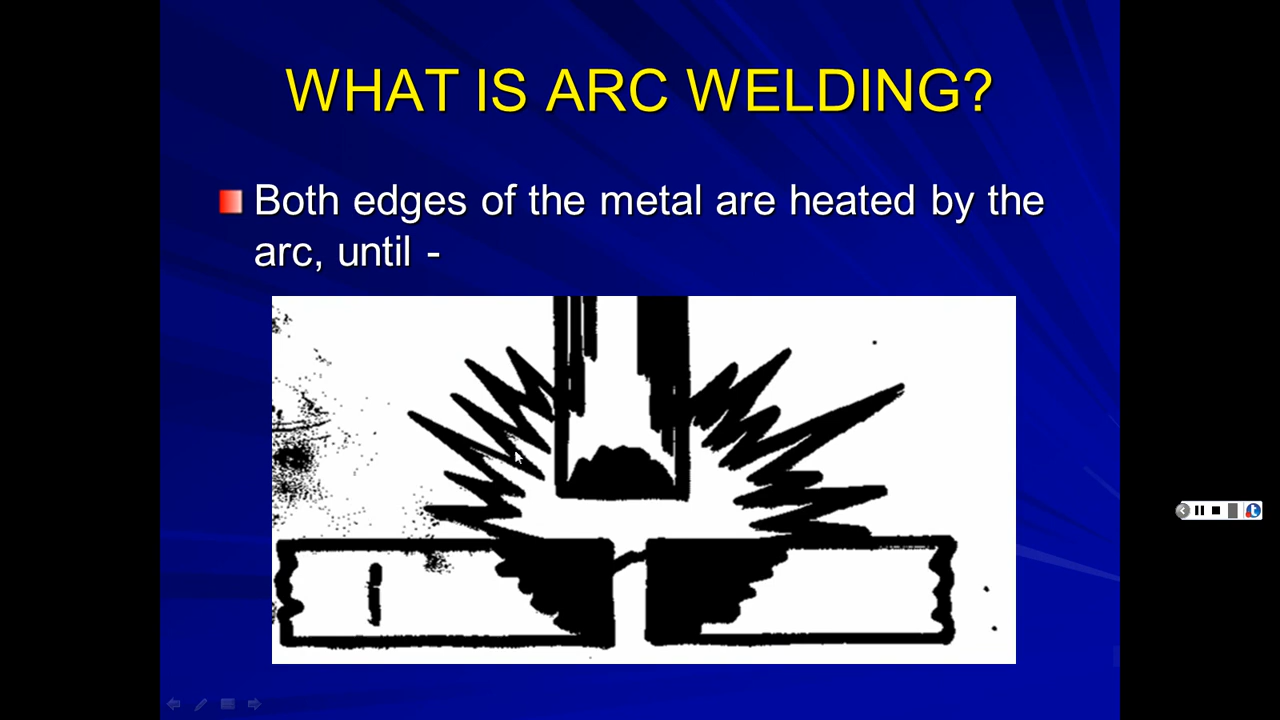 WHAT IS ARC WELDING?
Both edges of the metal are heated by the
arc, until -